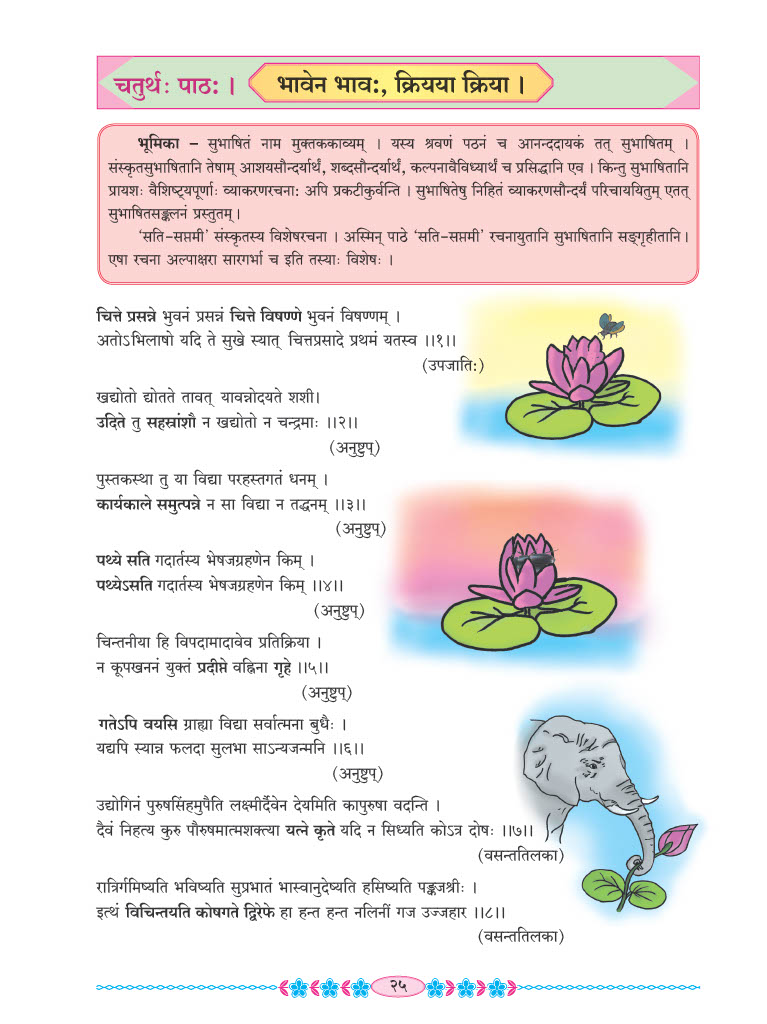 चतुर्थः पाठः ।
भावेन भावः, क्रियया क्रिया ।
भूमिका – सुभाषितं नाम मुक्तककाव्यम् । यस्य श्रवणं पठनं च आनन्ददायकं तत् सुभाषितम् ।
संस्कृतसुभाषितानि तेषाम् आशयसौन्दर्यार्थं, शब्दसौन्दर्यार्थं, कल्पनावैविध्यार्थं च प्रसिद्धानि एव । किन्तु सुभाषितानि
प्रायशः वैशिष्ट्यपूर्णाः व्याकरणरचनाः अपि प्रकटीकुर्वन्ति । सुभाषितेषु निहितं व्याकरणसौन्दर्यं परिचाययितुम् एतत्
सुभाषितसङ्कलनं प्रस्तुतम् ।
‘सति-सप्तमी’ संस्कृतस्य विशेषरचना । अस्मिन् पाठे ‘सति-सप्तमी’ रचनायुतानि सुभाषितानि सङ्गृहीतानि ।
एषा रचना अल्पाक्षरा सारगर्भा च इति तस्याः विशेषः ।
चित्ते प्रसन्ने भुवनं प्रसन्नं चित्ते विषण्णे भुवनं विषण्णम् ।
अतोऽभिलाषो यदि ते सुखे स्यात् चित्तप्रसादे प्रथमं यतस्व ।।१।।
(उपजातिः)
खद्योतो द्योतते तावत् यावन्नोदयते शशी।
उदिते तु सहस्रांशौ न खद्योतो न चन्द्रमाः ।।२।।
(अनुष्टुप्)
पुस्तकस्था तु या विद्या परहस्तगतं धनम् ।
कार्यकाले समुत्पन्ने न सा विद्या न तद्धनम् ।।३।।
(अनुष्टुप्)
पथ्ये सति गदार्तस्य भेषजग्रहणेन किम् ।
पथ्येऽसति गदार्तस्य भेषजग्रहणेन किम् ।।४।।
(अनुष्टुप्)
चिन्तनीया हि विपदामादावेव प्रतिक्रिया ।
न कूपखननं युक्तं प्रदीप्ते वह्निना गृहे ।।५।।
(अनुष्टुप्)
गतेऽपि वयसि ग्राह्या विद्या सर्वात्मना बुधैः ।
यद्यपि स्यान्न फलदा सुलभा साऽन्यजन्मनि ।।६।।
(अनुष्टुप्)
उद्योगिनं पुरुषसिंहमुपैति लक्ष्मीर्दैवेन देयमिति कापुरुषा वदन्ति ।
दैवं निहत्य कुरु पौरुषमात्मशक्त्या यत्ने कृते यदि न सिध्यति कोऽत्र दोषः ।।७।।
(वसन्ततिलका)
रात्रिर्गमिष्यति भविष्यति सुप्रभातं भास्वानुदेष्यति हसिष्यति पङ्कजश्रीः ।
इत्थं विचिन्तयति कोषगते द्विरेफे हा हन्त हन्त नलिनीं गज उज्जहार ।।८।।
(वसन्ततिलका)
२५